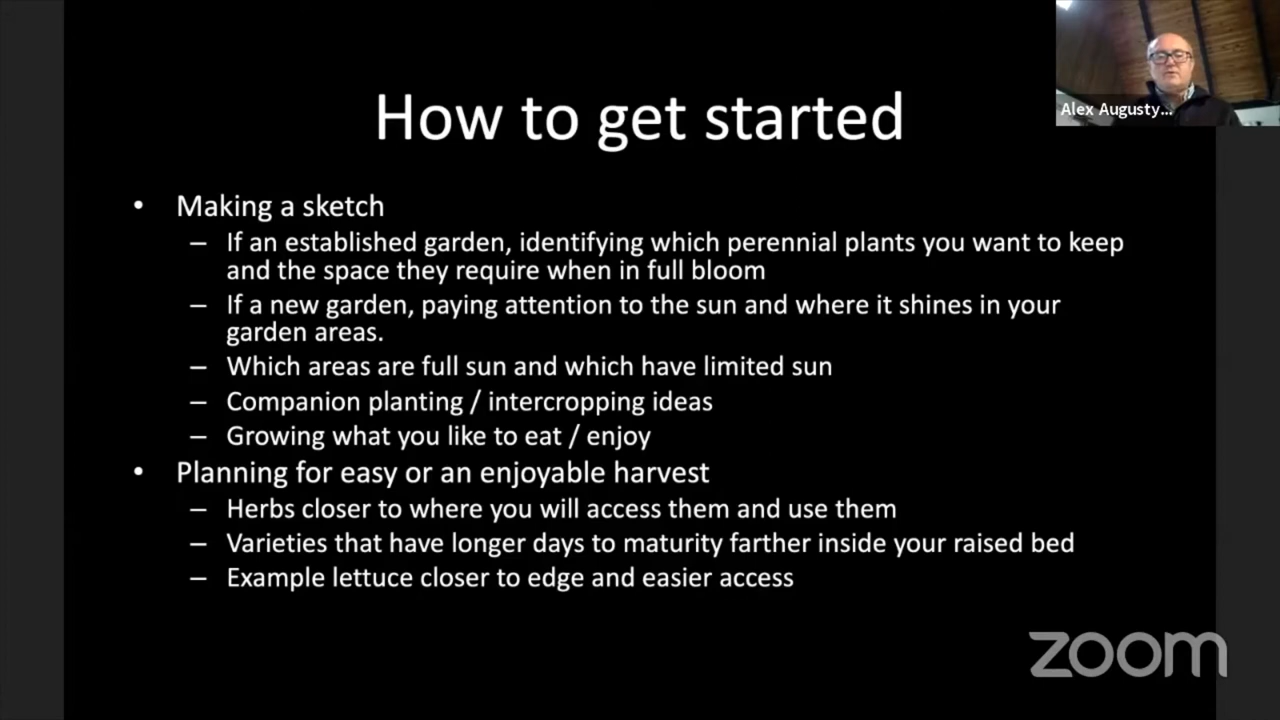 Alex Augusty...
How to get started
• Making a sketch
– If an established garden, identifying which perennial plants you want to keep
and the space they require when in full bloom
– If a new garden, paying attention to the sun and where it shines in your
garden areas.
– Which areas are full sun and which have limited sun
– Companion planting / intercropping ideas
– Growing what you like to eat / enjoy
• Planning for easy or an enjoyable harvest
– Herbs closer to where you will access them and use them
– Varieties that have longer days to maturity farther inside your raised bed
– Example lettuce closer to edge and easier access
zoom